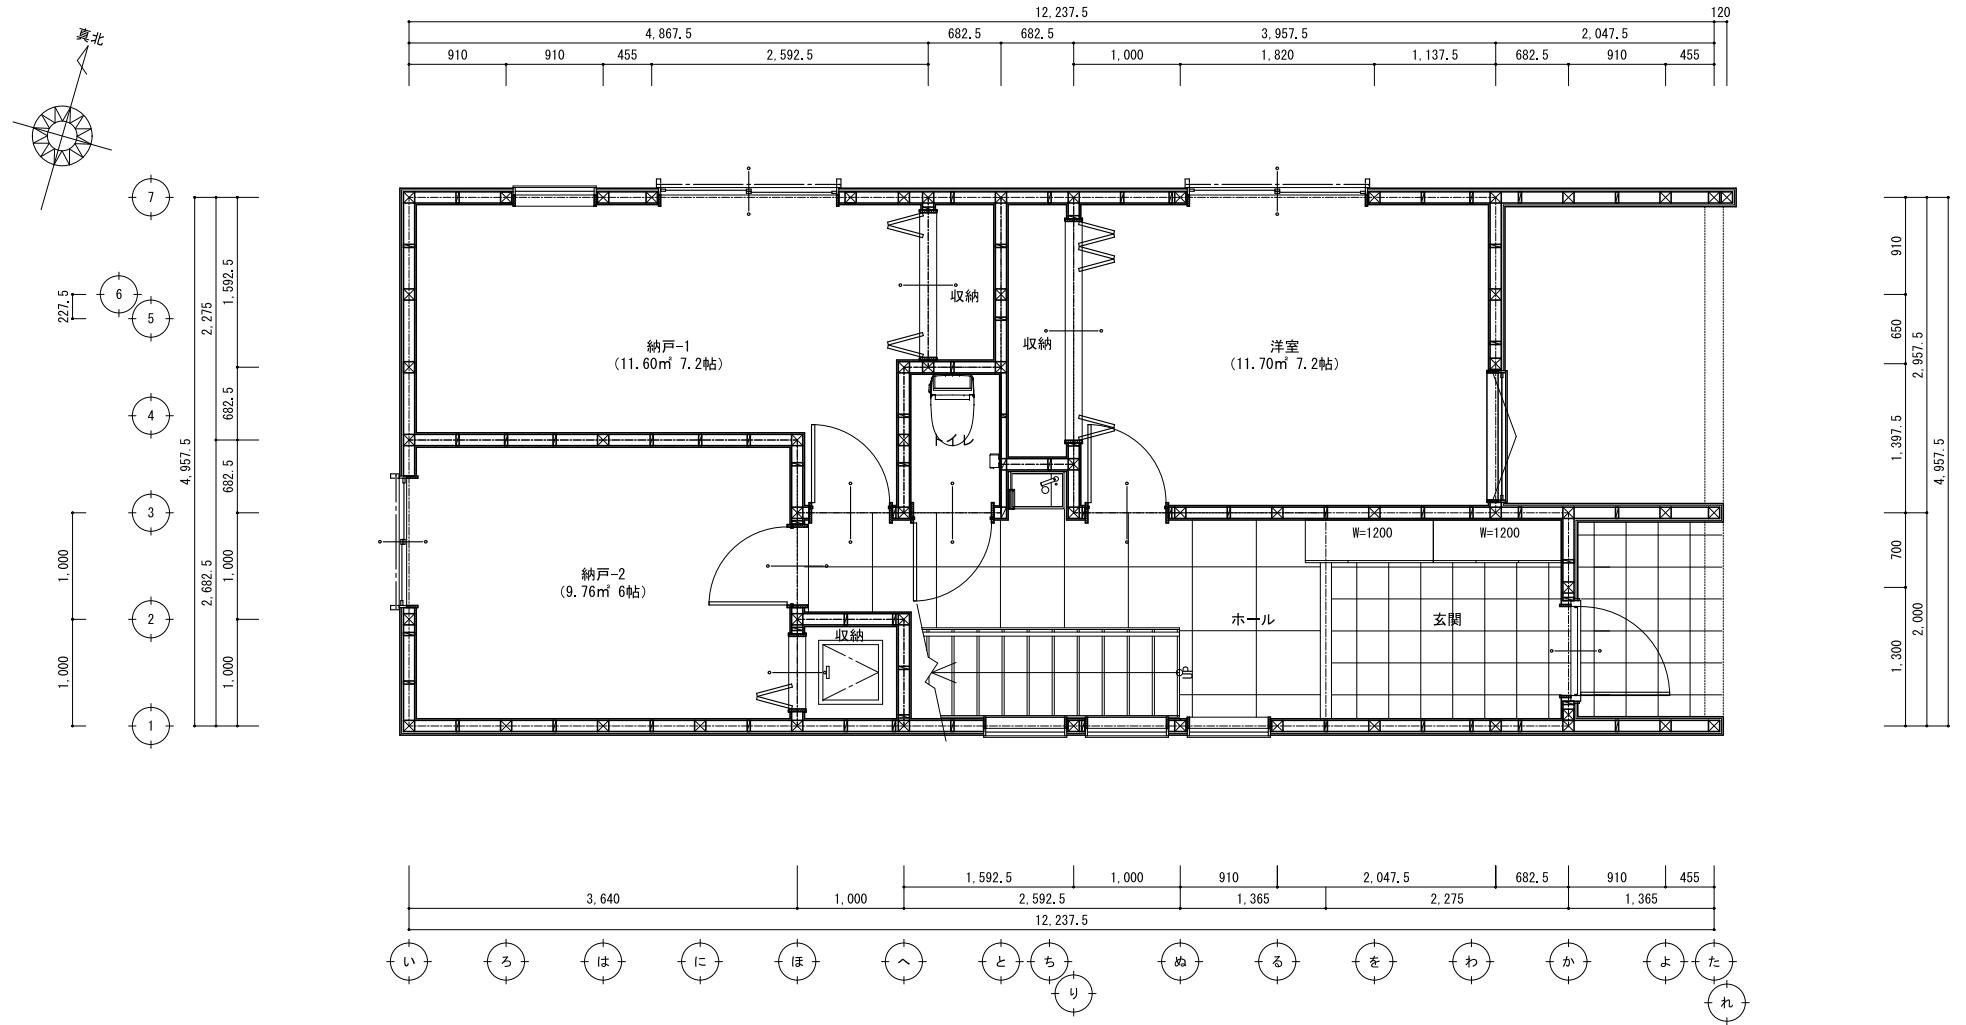 12,237.5
120
4,867.5
682.5
682.5
3,957.5
2,047.5
910
910
455
2,592.5
1,000
1,820
1,137.5
682.5
910
455
真北
7
6
5
4
3
2
1
227.5
1,000
1,000
4,957.5
2,275
2,682.5
1,592.5
682.5
682.5
1,000
1,000
収納
納戸-1
(11.60㎡ 7.2帖)
収納
洋室
(11.70㎡ 7.2帖)
トイレ
W=1200
W=1200
納戸-2
(9.76㎡ 6帖)
収納
ホール
玄関
UP
910
650
1,397.5
700
1,300
2,957.5
2,000
4,957.5
1,592.5
1,000
910
2,047.5
682.5
910
455
3,640
1,000
2,592.5
1,365
2,275
1,365
12,237.5
い
ろ
は
に
ほ
へ
と
ち
り
ぬ
る
を
わ
か
よ
た
れ